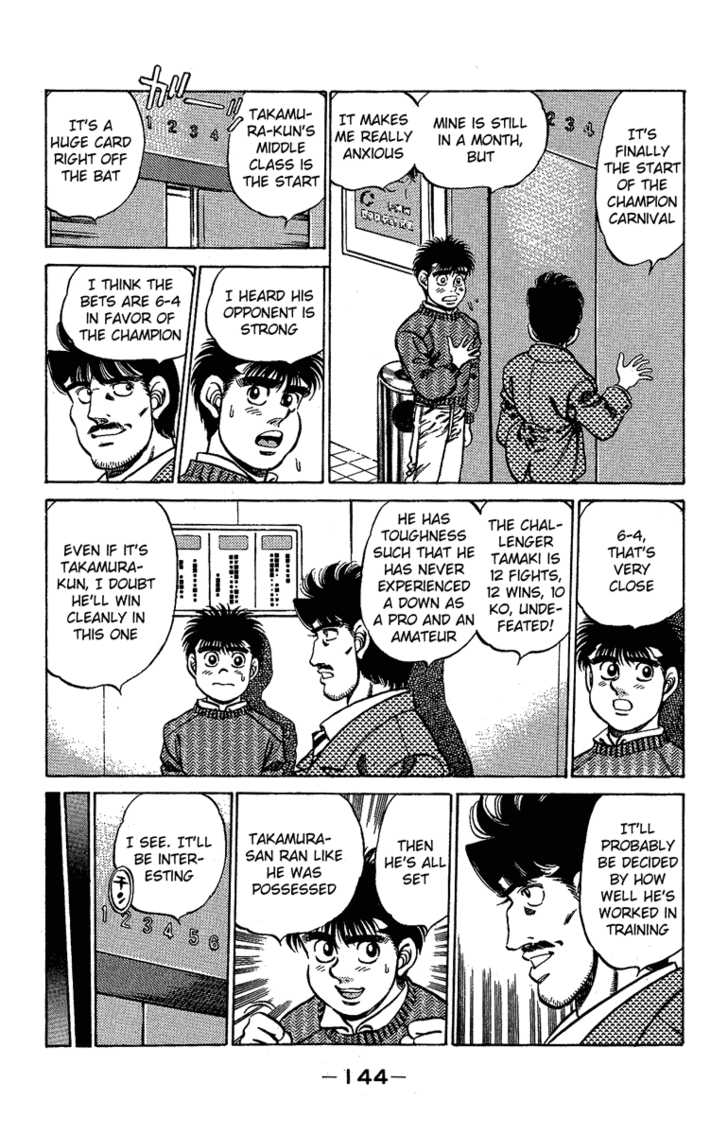 IT'S
FINALLY
THE START
OF THE
CHAMPION
CARNIVAL
2 3 4
MINE IS STILL
IN A MONTH,
BUT
IT MAKES
ME REALLY
ANXIOUS
ガーッ
1 2 3 4
TAKAMU-
RA-KUN'S
MIDDLE
CLASS IS
THE START
IT'S A
HUGE CARD
RIGHT OFF
THE BAT
I HEARD HIS
OPPONENT IS
STRONG
I THINK THE
BETS ARE 6-4
IN FAVOR OF
THE CHAMPION
6-4,
THAT'S
VERY
CLOSE
THE CHAL-
LENGER
TAMAKI IS
12 FIGHTS,
12 WINS, 10
KO, UNDE-
FEATED!
HE HAS
TOUGHNESS
SUCH THAT HE
HAS NEVER
EXPERIENCED
A DOWN AS
A PRO AND AN
AMATEUR
EVEN IF IT'S
TAKAMURA-
KUN, I DOUBT
HE'LL WIN
CLEANLY IN
THIS ONE
IT'LL
PROBABLY
BE DECIDED
BY HOW
WELL HE'S
WORKED IN
TRAINING
THEN
HE'S ALL
SET
TAKAMURA-
SAN RAN LIKE
HE WAS
POSSESSED
I SEE. IT'LL
BE INTER-
ESTING
チン
1 2 3 4 5 6
—144—